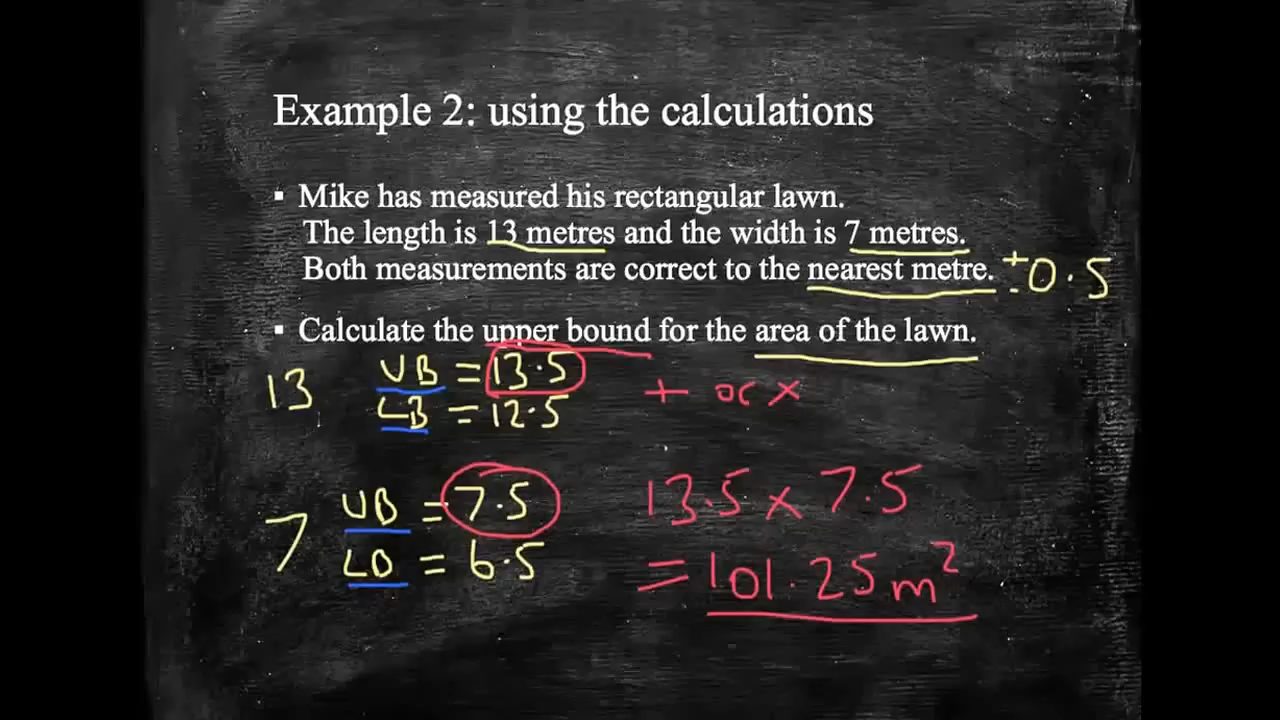 Example 2: using the calculations
▪ Mike has measured his rectangular lawn.
The length is 13 metres and the width is 7 metres.
Both measurements are correct to the nearest metre. ±0.5
▪ Calculate the upper bound for the area of the lawn.
13 UB = 13.5 + or ×
LB = 12.5
7 UB = 7.5 13.5 × 7.5
LB = 6.5 = 101.25 m²